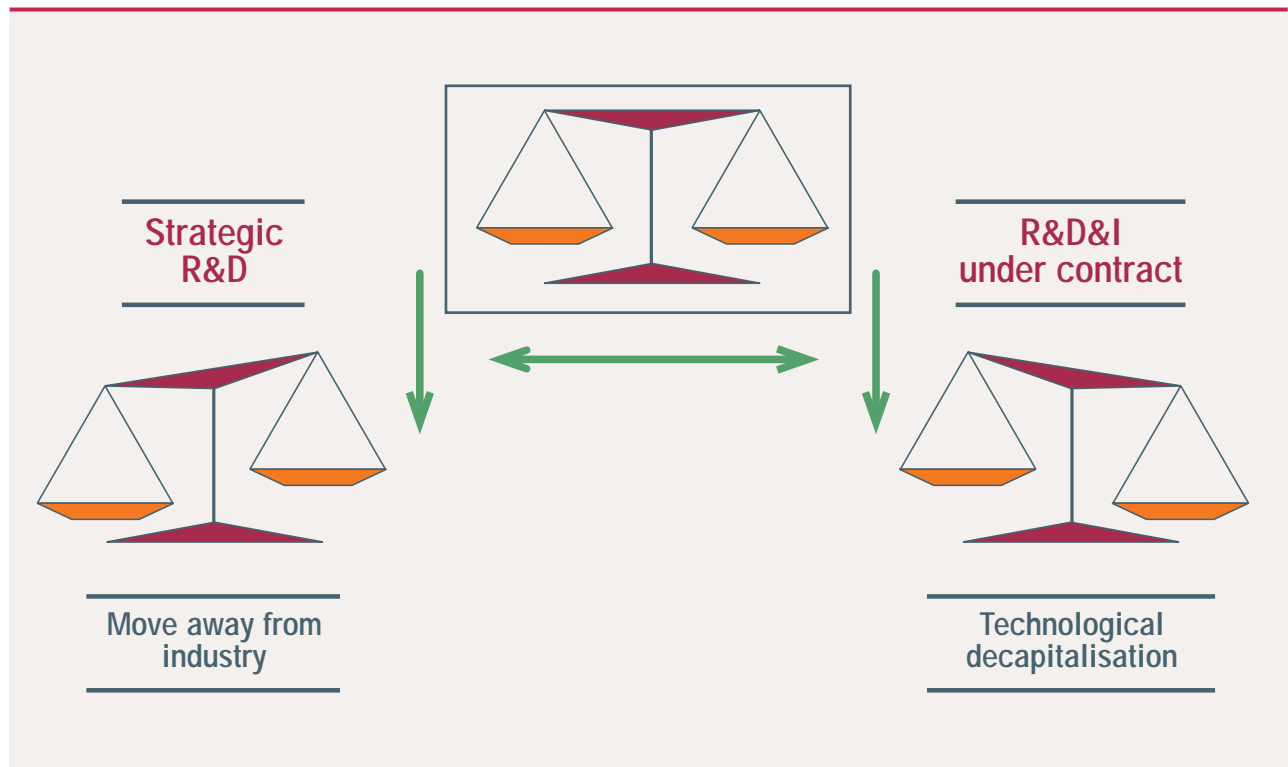 Strategic
R&D
R&D&I
under contract
Move away from
industry
Technological
decapitalisation